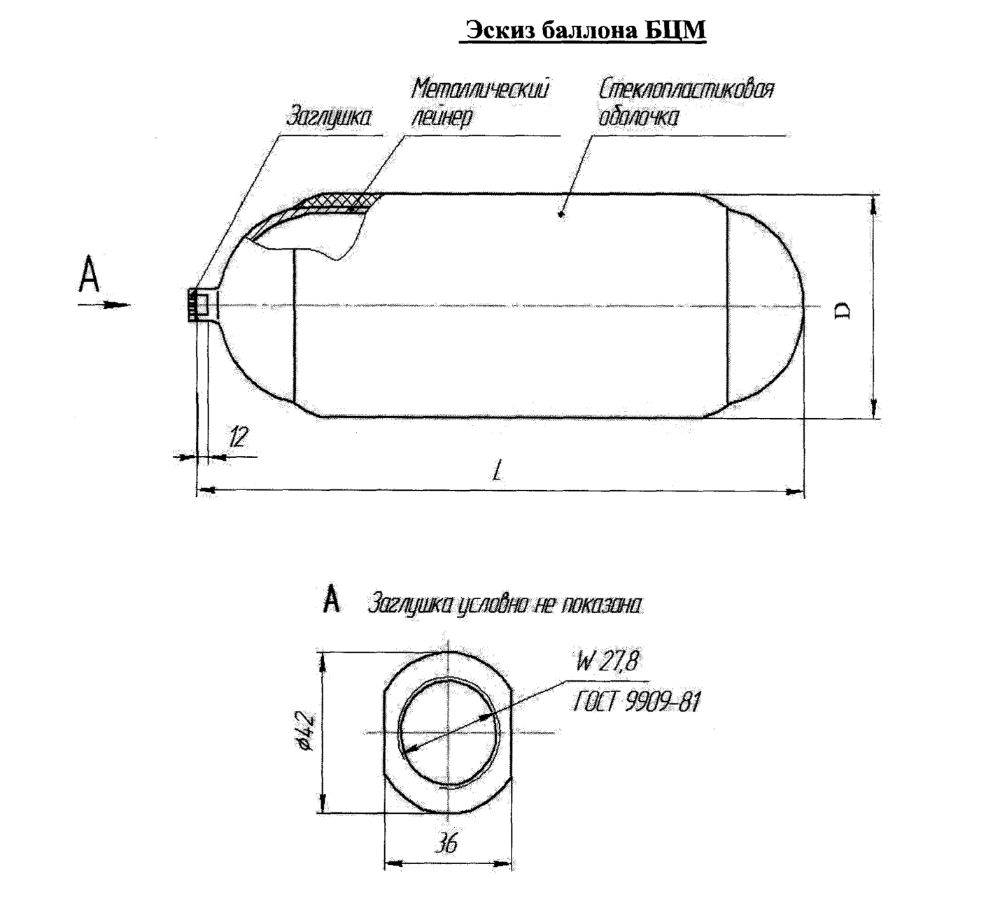 Эскиз баллона БЦМ
Заглушка
Металлический
лейнер
Стеклопластиковая
оболочка
А
D
12
L
А Заглушка условно не показана
W 27,8
ГОСТ 9909-81
⌀42
36